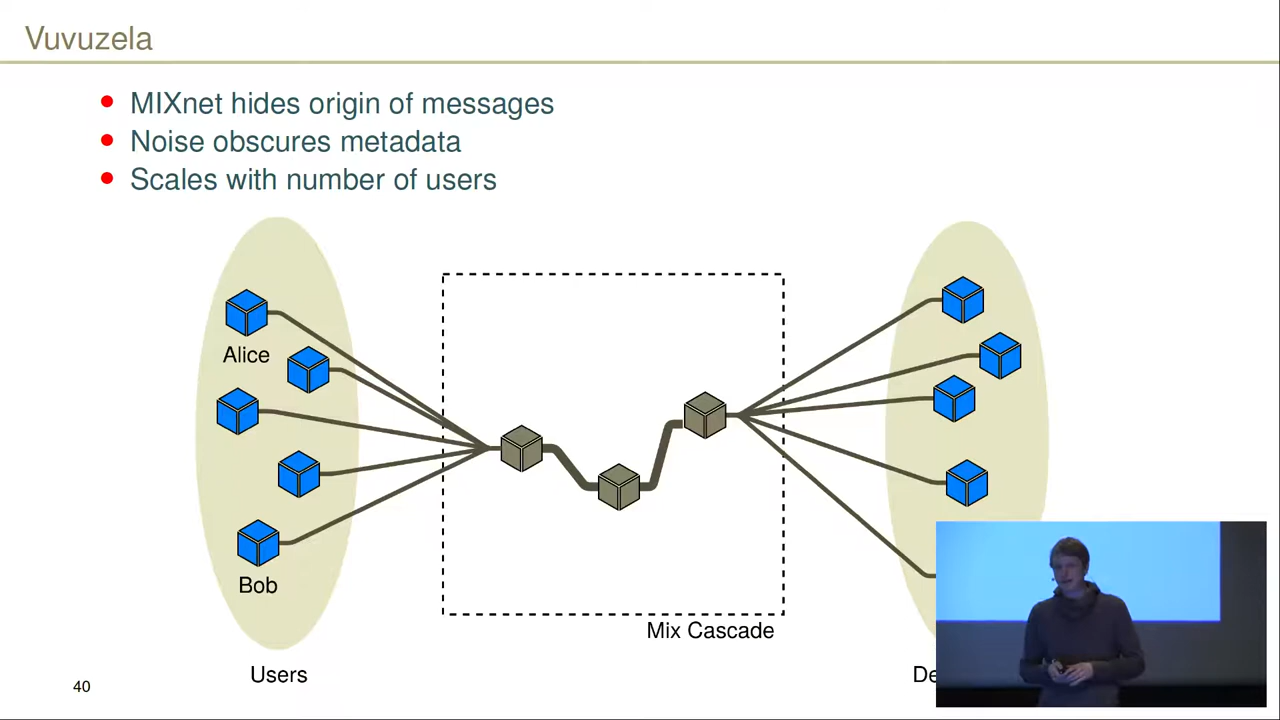 Vuvuzela
MIXnet hides origin of messages
Noise obscures metadata
Scales with number of users
Alice
Bob
Mix Cascade
Users
40